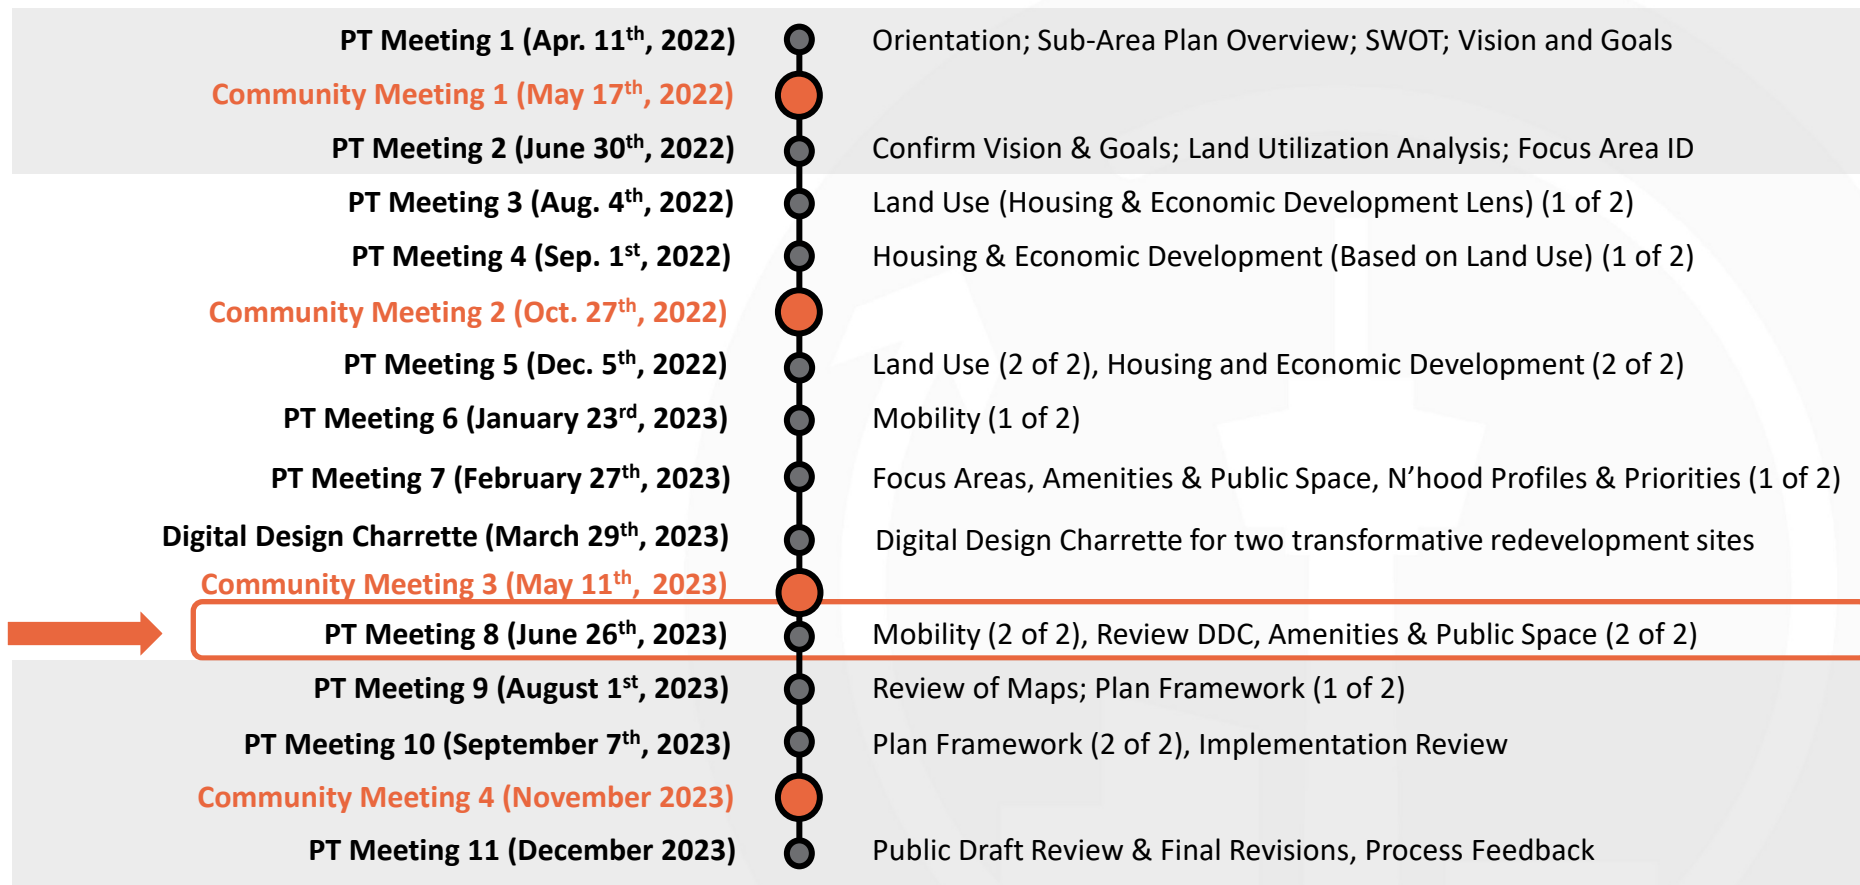 PT Meeting 1 (Apr. 11th, 2022) Orientation; Sub-Area Plan Overview; SWOT; Vision and Goals
Community Meeting 1 (May 17th, 2022)
PT Meeting 2 (June 30th, 2022) Confirm Vision & Goals; Land Utilization Analysis; Focus Area ID
PT Meeting 3 (Aug. 4th, 2022) Land Use (Housing & Economic Development Lens) (1 of 2)
PT Meeting 4 (Sep. 1st, 2022) Housing & Economic Development (Based on Land Use) (1 of 2)
Community Meeting 2 (Oct. 27th, 2022)
PT Meeting 5 (Dec. 5th, 2022) Land Use (2 of 2), Housing and Economic Development (2 of 2)
PT Meeting 6 (January 23rd, 2023) Mobility (1 of 2)
PT Meeting 7 (February 27th, 2023) Focus Areas, Amenities & Public Space, N’hood Profiles & Priorities (1 of 2)
Digital Design Charrette (March 29th, 2023) Digital Design Charrette for two transformative redevelopment sites
Community Meeting 3 (May 11th, 2023)
PT Meeting 8 (June 26th, 2023) Mobility (2 of 2), Review DDC, Amenities & Public Space (2 of 2)
PT Meeting 9 (August 1st, 2023) Review of Maps; Plan Framework (1 of 2)
PT Meeting 10 (September 7th, 2023) Plan Framework (2 of 2), Implementation Review
Community Meeting 4 (November 2023)
PT Meeting 11 (December 2023) Public Draft Review & Final Revisions, Process Feedback